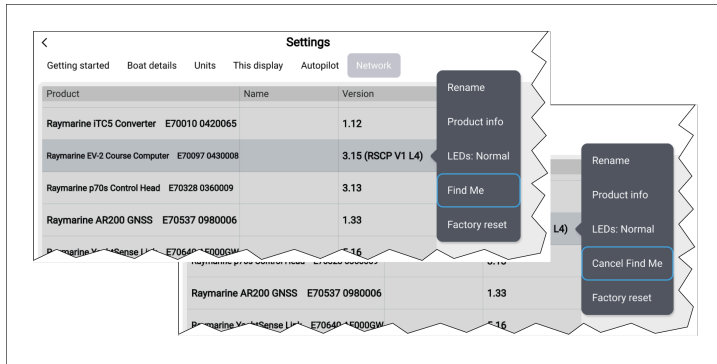 Settings
Getting started Boat details Units This display Autopilot Network
Product Name Version
Rename
Raymarine iTC5 Converter E70010 0420065 1.12
Product info
Raymarine EV-2 Course Computer E70097 0430008 3.15 (RSCP V1 L4)
LEDs: Normal
Raymarine p70s Control Head E70328 0360009 3.13
Find Me
Raymarine AR200 GNSS E70537 0980006 1.33
Factory reset
Rename
Product info
L4) LEDs: Normal
Cancel Find Me
Raymarine AR200 GNSS E70537 0980006 1.33
Factory reset